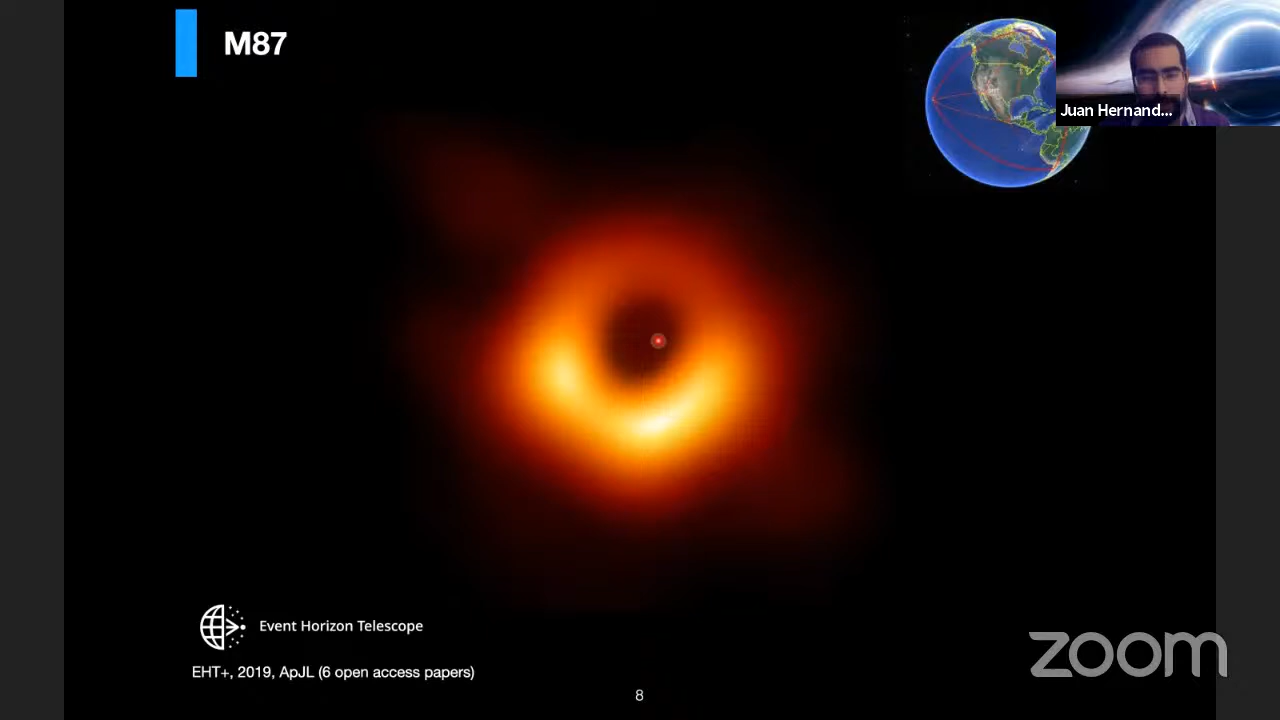 M87
Juan Hernand...
Event Horizon Telescope
EHT+, 2019, ApJL (6 open access papers)
zoom
8